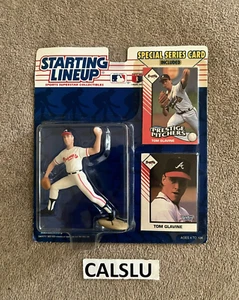 STARTING
LINEUP
SPORTS SUPERSTAR COLLECTIBLES
SPECIAL SERIES CARD
INCLUDED
PRESTIGE
PITCHERS
TOM GLAVINE
TOM GLAVINE
CALSLU